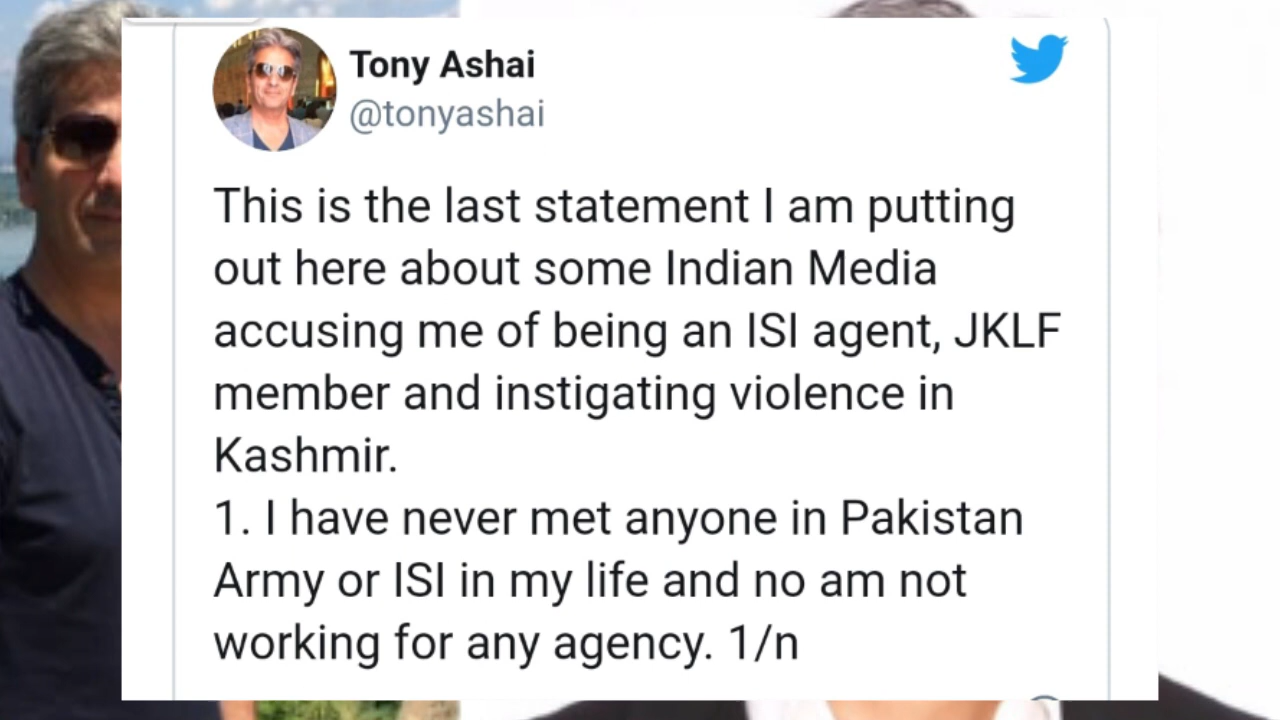 Tony Ashai
@tonyashai
This is the last statement I am putting
out here about some Indian Media
accusing me of being an ISI agent, JKLF
member and instigating violence in
Kashmir.
1. I have never met anyone in Pakistan
Army or ISI in my life and no am not
working for any agency. 1/n